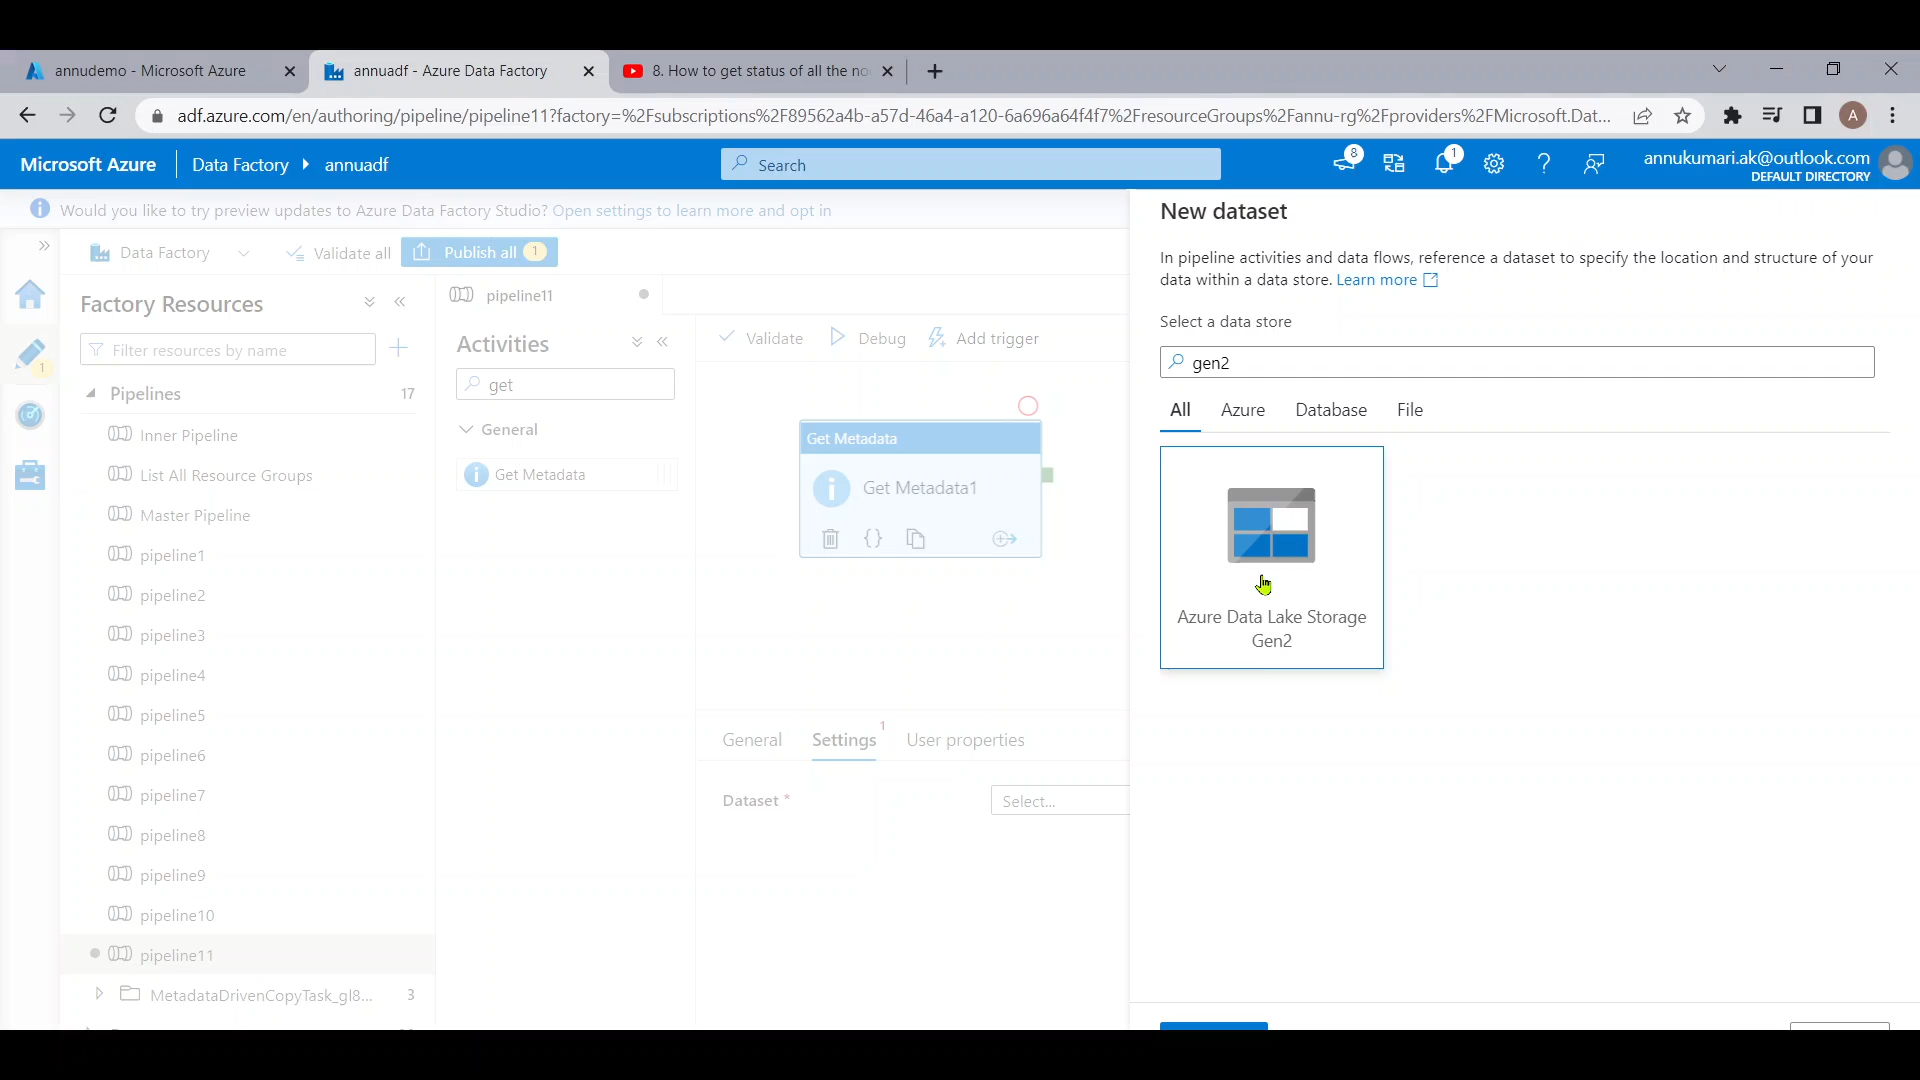 annudemo - Microsoft Azure
annuadf - Azure Data Factory
8. How to get status of all the no
adf.azure.com/en/authoring/pipeline/pipeline11?factory=%2Fsubscriptions%2F89562a4b-a57d-46a4-a120-6a696a64f4f7%2FresourceGroups%2Fannu-rg%2Fproviders%2FMicrosoft.Dat...
A
Microsoft Azure
Data Factory
annuadf
Search
8
1
annukumari.ak@outlook.com
DEFAULT DIRECTORY
Would you like to try preview updates to Azure Data Factory Studio? Open settings to learn more and opt in
Data Factory
Validate all
Publish all 1
Factory Resources
Filter resources by name
1
Pipelines 17
Inner Pipeline
List All Resource Groups
Master Pipeline
pipeline1
pipeline2
pipeline3
pipeline4
pipeline5
pipeline6
pipeline7
pipeline8
pipeline9
pipeline10
pipeline11
MetadataDrivenCopyTask_gl8... 3
pipeline11
Activities
get
General
Get Metadata
Validate
Debug
Add trigger
Get Metadata
Get Metadata1
General
Settings 1
User properties
Dataset *
Select...
New dataset
In pipeline activities and data flows, reference a dataset to specify the location and structure of your
data within a data store. Learn more
Select a data store
gen2
All
Azure
Database
File
Azure Data Lake Storage
Gen2